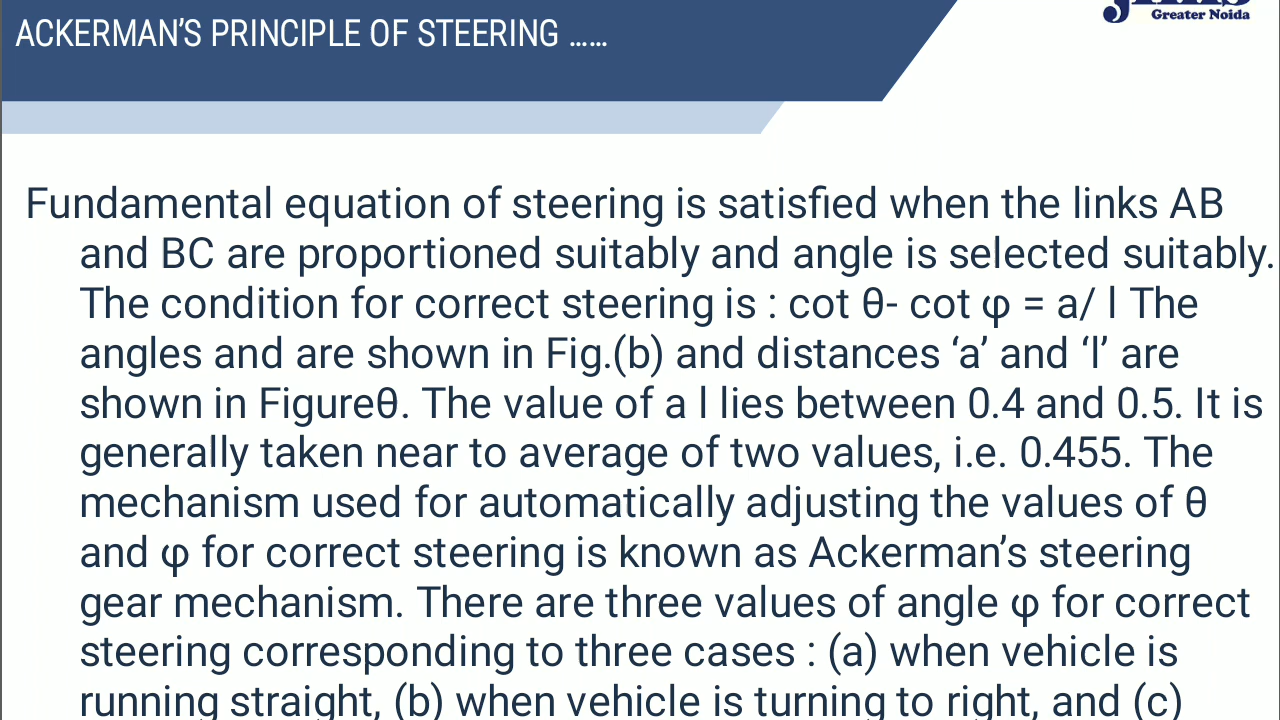 ACKERMAN’S PRINCIPLE OF STEERING ……
Greater Noida
Fundamental equation of steering is satisfied when the links AB
and BC are proportioned suitably and angle is selected suitably.
The condition for correct steering is : cot θ- cot φ = a/ l The
angles and are shown in Fig.(b) and distances ‘a’ and ‘l’ are
shown in Figureθ. The value of a l lies between 0.4 and 0.5. It is
generally taken near to average of two values, i.e. 0.455. The
mechanism used for automatically adjusting the values of θ
and φ for correct steering is known as Ackerman’s steering
gear mechanism. There are three values of angle φ for correct
steering corresponding to three cases : (a) when vehicle is
running straight, (b) when vehicle is turning to right, and (c)